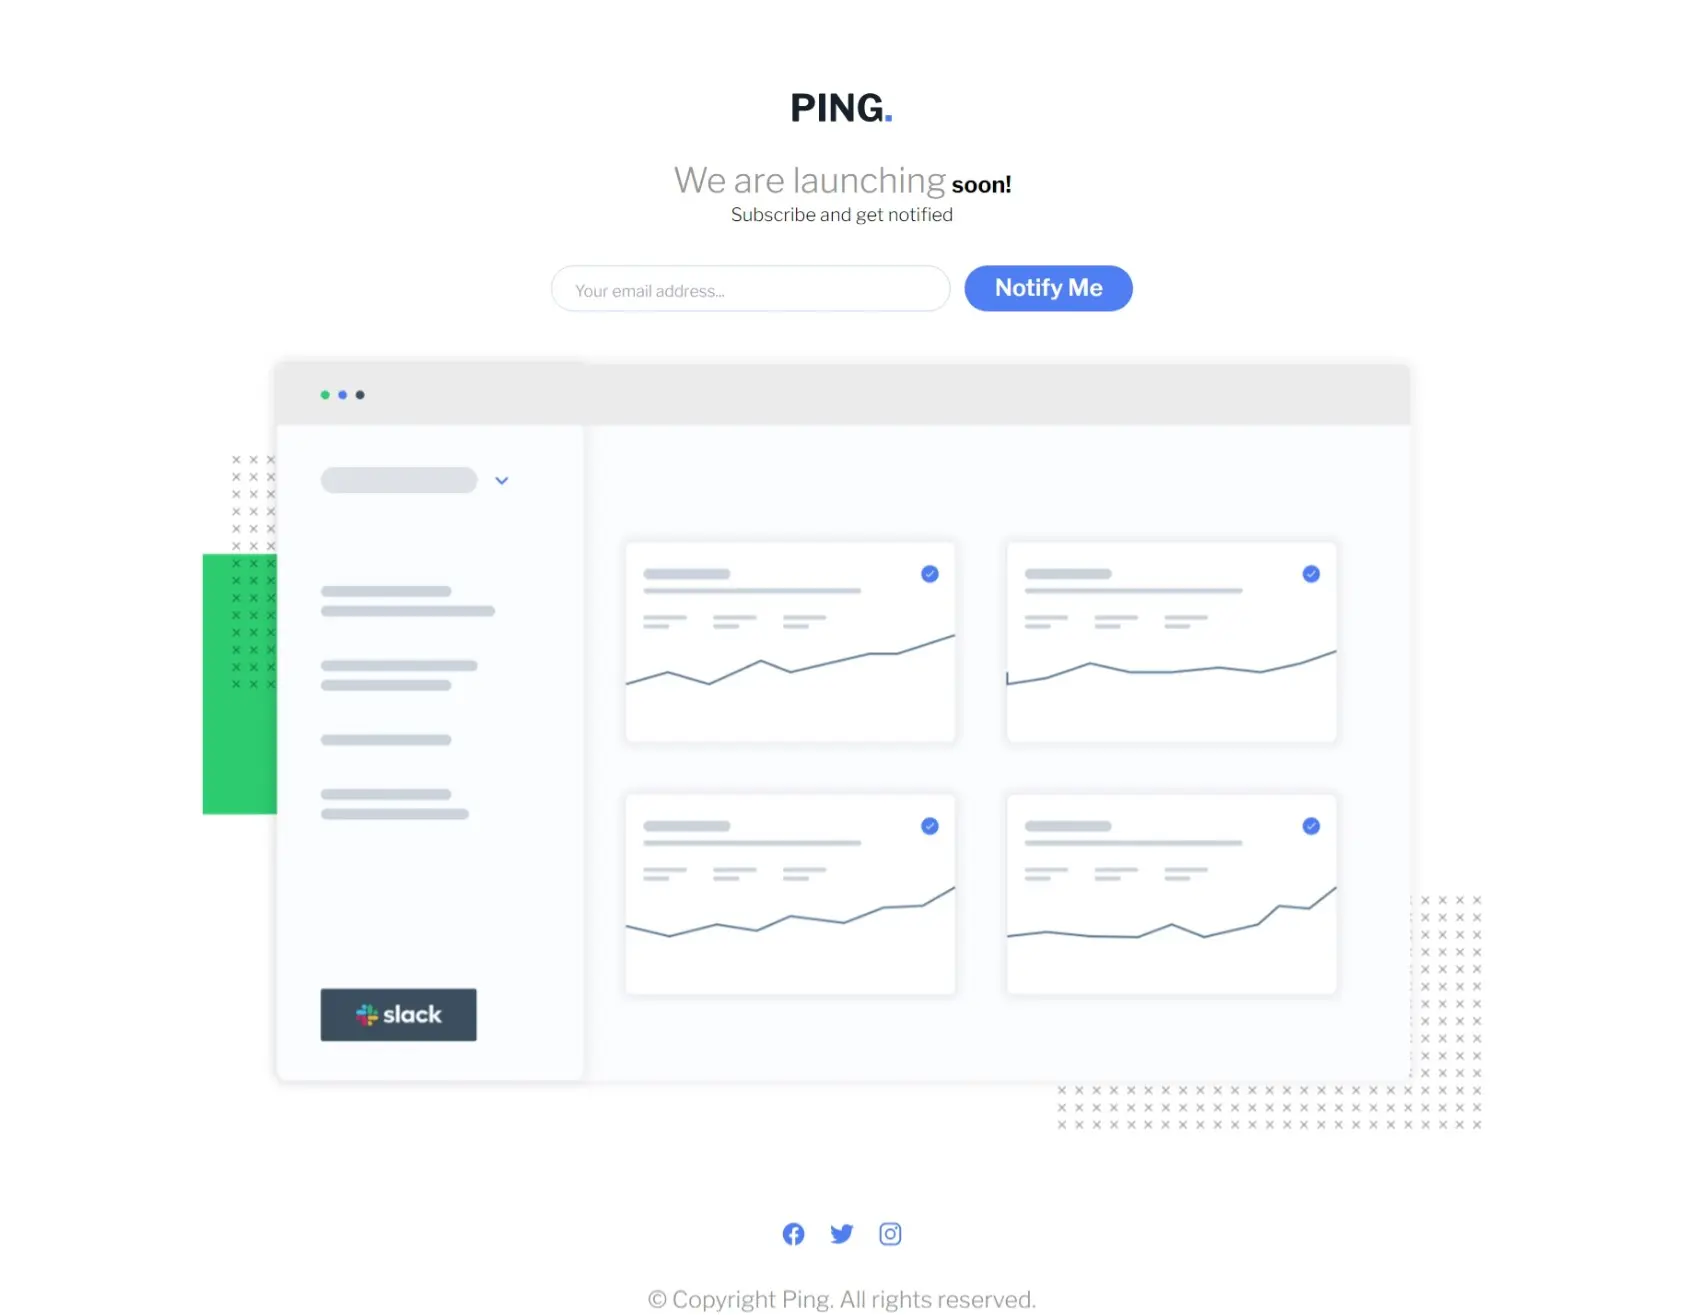 PING.
We are launching soon!
Subscribe and get notified
Your email address...
Notify Me
slack
© Copyright Ping. All rights reserved.